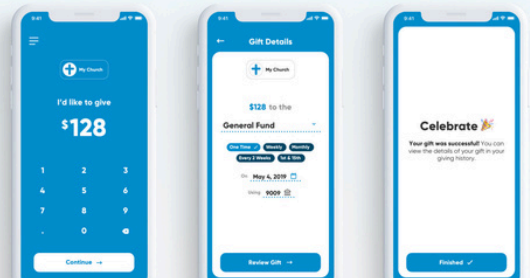 9:41
My Church
I'd like to give
$128
1 2 3
4 5 6
7 8 9
. 0
Continue →
9:41
← Gift Details
My Church
$128 to the
General Fund
One Time ✓ Weekly Monthly
Every 2 Weeks 1st & 15th
On May 4, 2019
Using 9009
Review Gift →
9:41
Celebrate 🎉
Your gift was successful! You can
view the details of your gift in your
giving history.
Finished ✓